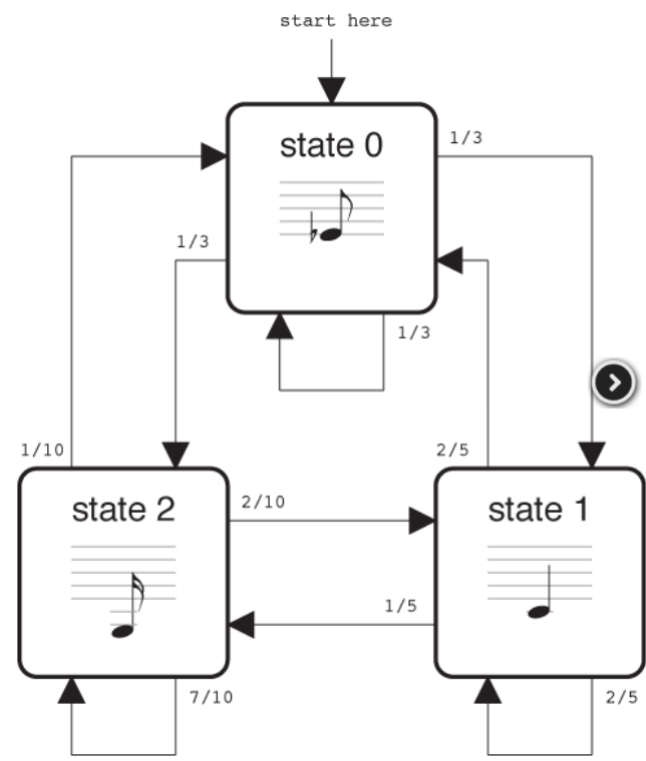 start here
state 0
1/3
1/3
1/3
1/10
2/5
state 2
2/10
state 1
1/5
7/10
2/5